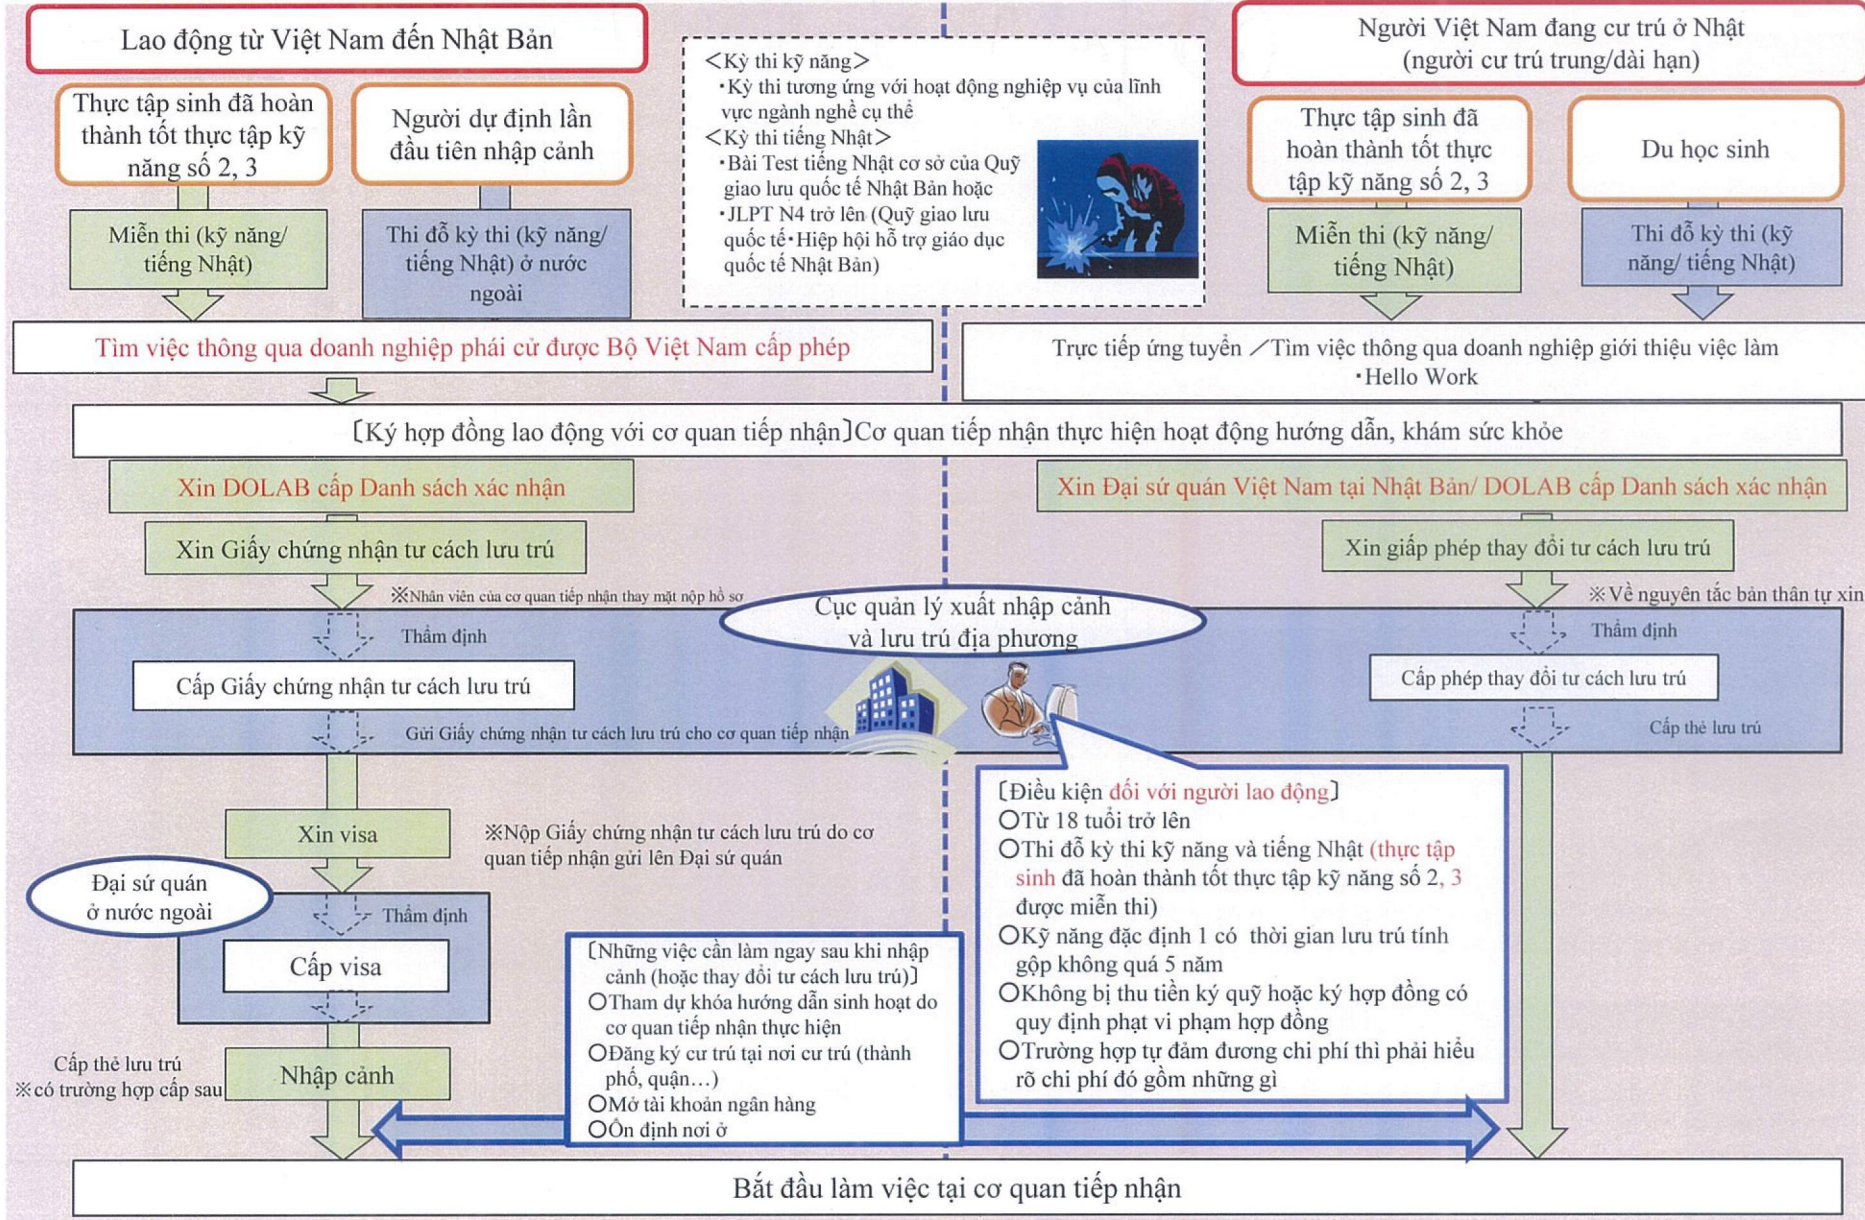 Lao động từ Việt Nam đến Nhật Bản
Thực tập sinh đã hoàn
thành tốt thực tập kỹ
năng số 2, 3
Người dự định lần
đầu tiên nhập cảnh
Miễn thi (kỹ năng/
tiếng Nhật)
Thi đỗ kỳ thi (kỹ năng/
tiếng Nhật) ở nước
ngoài
<Kỳ thi kỹ năng>
・Kỳ thi tương ứng với hoạt động nghiệp vụ của lĩnh
vực ngành nghề cụ thể
<Kỳ thi tiếng Nhật>
・Bài Test tiếng Nhật cơ sở của Quỹ
giao lưu quốc tế Nhật Bản hoặc
・JLPT N4 trở lên (Quỹ giao lưu
quốc tế・Hiệp hội hỗ trợ giáo dục
quốc tế Nhật Bản)
Người Việt Nam đang cư trú ở Nhật
(người cư trú trung/dài hạn)
Thực tập sinh đã
hoàn thành tốt thực
tập kỹ năng số 2, 3
Du học sinh
Miễn thi (kỹ năng/
tiếng Nhật)
Thi đỗ kỳ thi (kỹ
năng/ tiếng Nhật)
Tìm việc thông qua doanh nghiệp phái cử được Bộ Việt Nam cấp phép
Trực tiếp ứng tuyển ／Tìm việc thông qua doanh nghiệp giới thiệu việc làm
・Hello Work
〔Ký hợp đồng lao động với cơ quan tiếp nhận〕Cơ quan tiếp nhận thực hiện hoạt động hướng dẫn, khám sức khỏe
Xin DOLAB cấp Danh sách xác nhận
Xin Đại sứ quán Việt Nam tại Nhật Bản/ DOLAB cấp Danh sách xác nhận
Xin Giấy chứng nhận tư cách lưu trú
Xin giấp phép thay đổi tư cách lưu trú
※Nhân viên của cơ quan tiếp nhận thay mặt nộp hồ sơ
※Về nguyên tắc bản thân tự xin
Cục quản lý xuất nhập cảnh
và lưu trú địa phương
Thẩm định
Cấp Giấy chứng nhận tư cách lưu trú
Gửi Giấy chứng nhận tư cách lưu trú cho cơ quan tiếp nhận
Thẩm định
Cấp phép thay đổi tư cách lưu trú
Cấp thẻ lưu trú
Xin visa
※Nộp Giấy chứng nhận tư cách lưu trú do cơ
quan tiếp nhận gửi lên Đại sứ quán
Đại sứ quán
ở nước ngoài
Thẩm định
Cấp visa
Cấp thẻ lưu trú
※có trường hợp cấp sau
Nhập cảnh
〔Những việc cần làm ngay sau khi nhập
cảnh (hoặc thay đổi tư cách lưu trú)〕
○Tham dự khóa hướng dẫn sinh hoạt do
cơ quan tiếp nhận thực hiện
○Đăng ký cư trú tại nơi cư trú (thành
phố, quận…)
○Mở tài khoản ngân hàng
○Ổn định nơi ở
〔Điều kiện đối với người lao động〕
○Từ 18 tuổi trở lên
○Thi đỗ kỳ thi kỹ năng và tiếng Nhật (thực tập
sinh đã hoàn thành tốt thực tập kỹ năng số 2, 3
được miễn thi)
○Kỹ năng đặc định 1 có thời gian lưu trú tính
gộp không quá 5 năm
○Không bị thu tiền ký quỹ hoặc ký hợp đồng có
quy định phạt vi phạm hợp đồng
○Trường hợp tự đảm đương chi phí thì phải hiểu
rõ chi phí đó gồm những gì
Bắt đầu làm việc tại cơ quan tiếp nhận